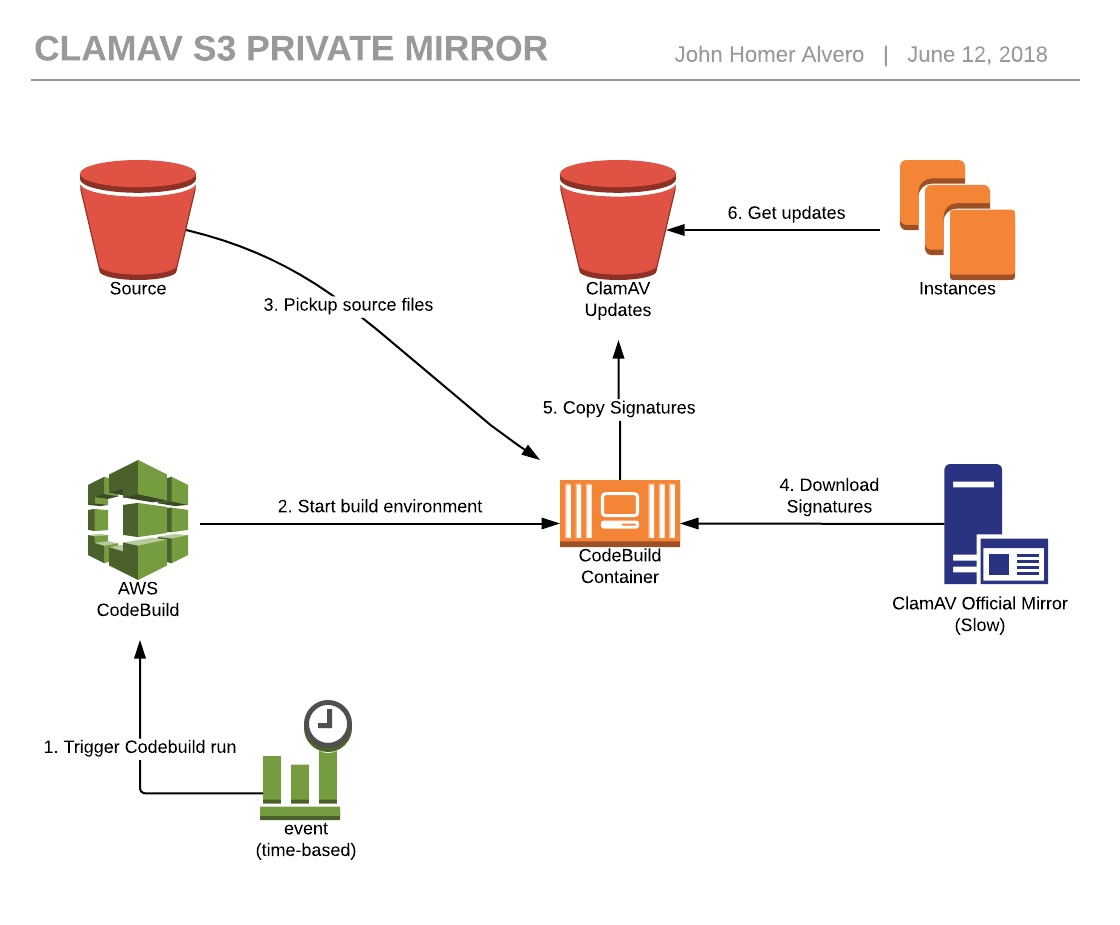 CLAMAV S3 PRIVATE MIRROR
John Homer Alvero | June 12, 2018
Source
3. Pickup source files
ClamAV
Updates
6. Get updates
Instances
5. Copy Signatures
AWS
CodeBuild
2. Start build environment
CodeBuild
Container
4. Download
Signatures
ClamAV Official Mirror
(Slow)
1. Trigger Codebuild run
event
(time-based)